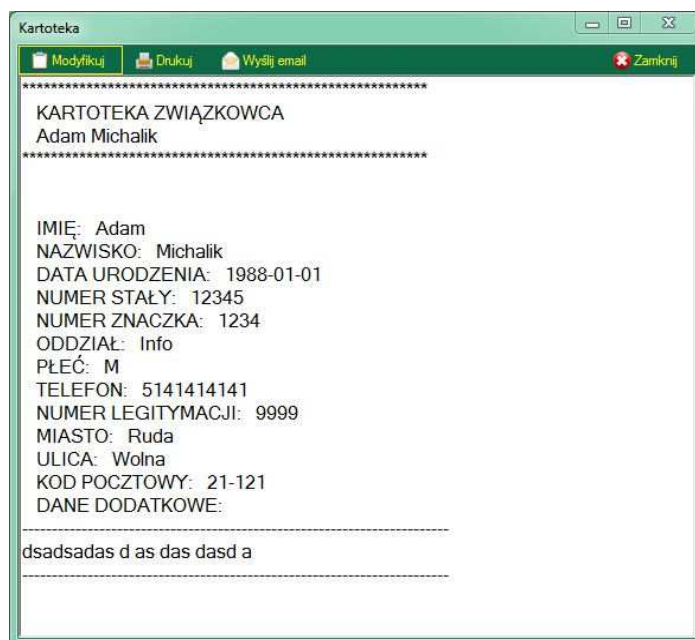 Kartoteka
Modyfikuj Drukuj Wyślij email Zamknij
*********************************************************
KARTOTEKA ZWIĄZKOWCA
Adam Michalik
*********************************************************
IMIĘ: Adam
NAZWISKO: Michalik
DATA URODZENIA: 1988-01-01
NUMER STAŁY: 12345
NUMER ZNACZKA: 1234
ODDZIAŁ: Info
PŁEĆ: M
TELEFON: 5141414141
NUMER LEGITYMACJI: 9999
MIASTO: Ruda
ULICA: Wolna
KOD POCZTOWY: 21-121
DANE DODATKOWE:
--------------------------------------------------------------------------------
dsadsadas d as das dasd a
--------------------------------------------------------------------------------